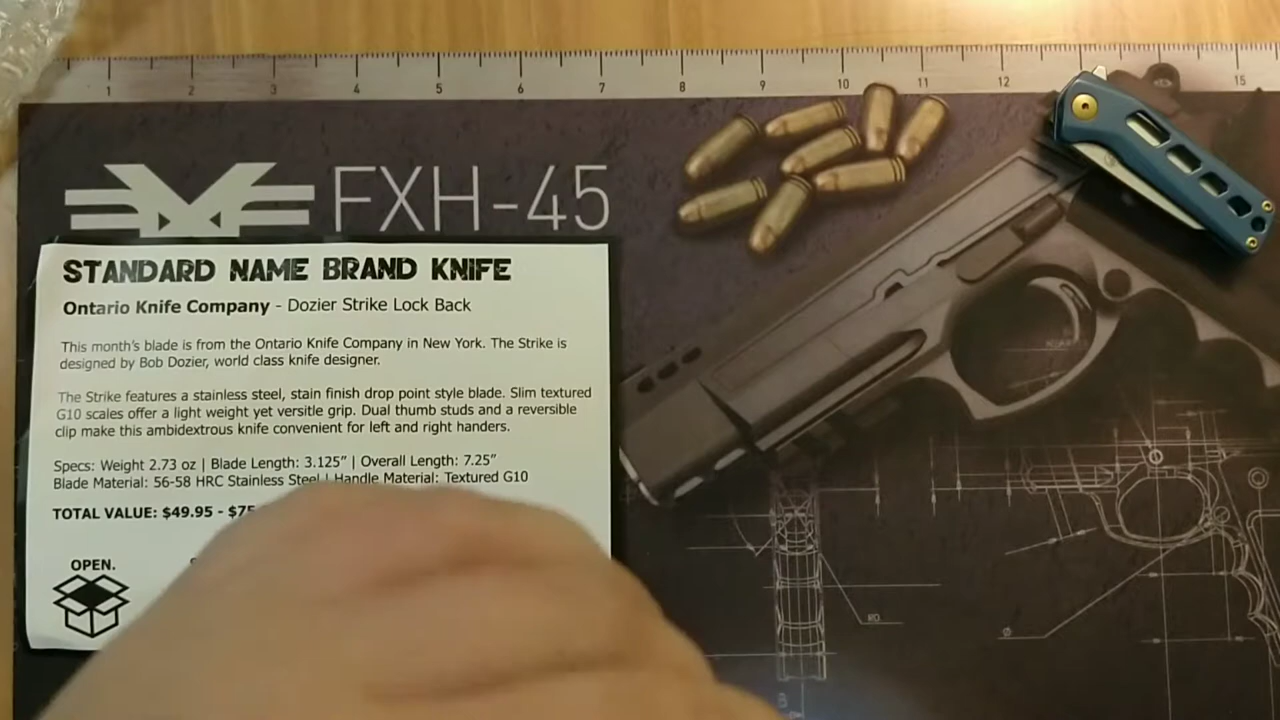 1 2 3 4 5 6 7 8 9 10 11 12 15
FXH-45
STANDARD NAME BRAND KNIFE
Ontario Knife Company - Dozier Strike Lock Back
This month's blade is from the Ontario Knife Company in New York. The Strike is
designed by Bob Dozier, world class knife designer.
The Strike features a stainless steel, stain finish drop point style blade. Slim textured
G10 scales offer a light weight yet versitle grip. Dual thumb studs and a reversible
clip make this ambidextrous knife convenient for left and right handers.
Specs: Weight 2.73 oz | Blade Length: 3.125" | Overall Length: 7.25"
Blade Material: 56-58 HRC Stainless Steel | Handle Material: Textured G10
TOTAL VALUE: $49.95 - $75
OPEN.
RD
Ø